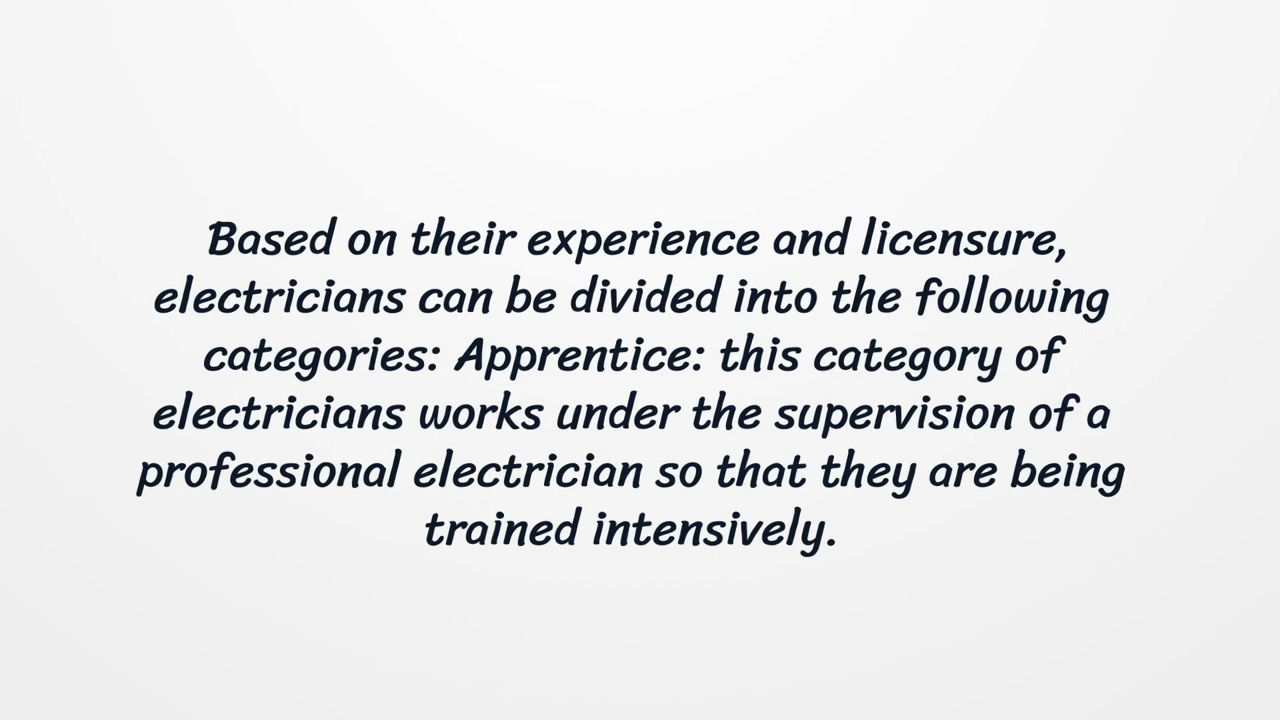 Based on their experience and licensure,
electricians can be divided into the following
categories: Apprentice: this category of
electricians works under the supervision of a
professional electrician so that they are being
trained intensively.